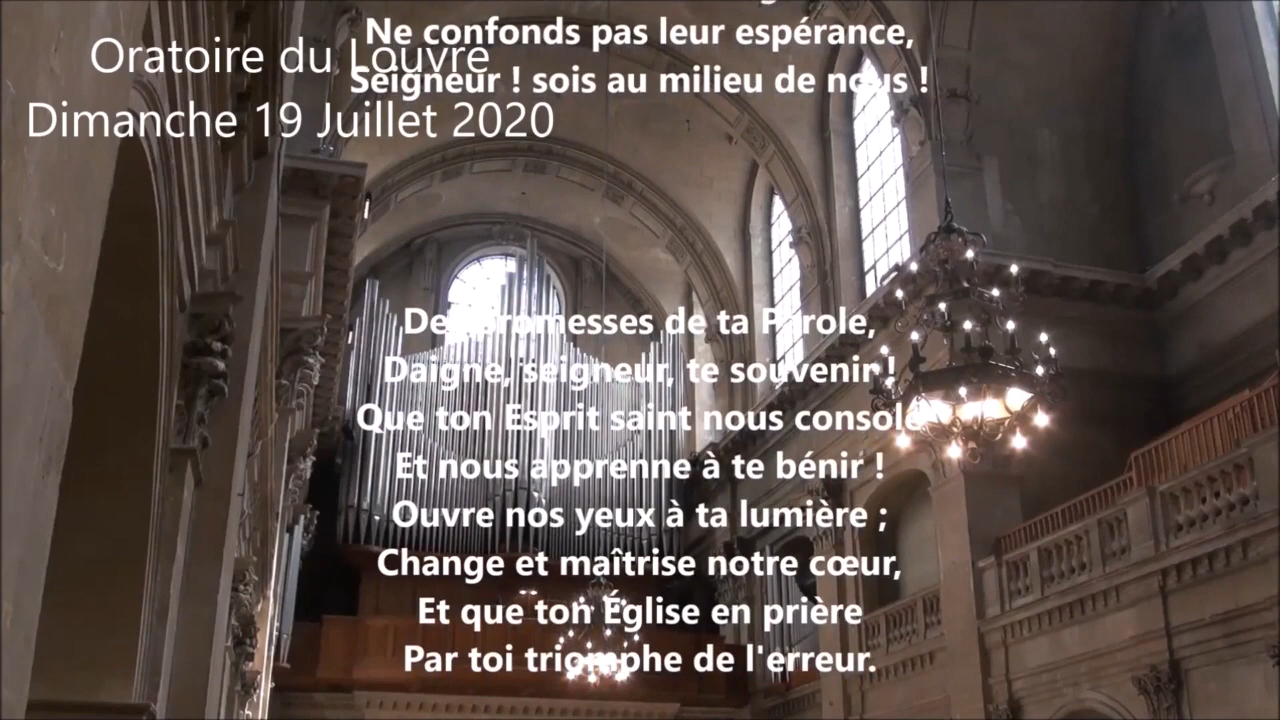 Ne confonds pas leur espérance,
Oratoire du Louvre
Seigneur ! sois au milieu de nous !
Dimanche 19 Juillet 2020
Des promesses de ta Parole,
Daigne, seigneur, te souvenir !
Que ton Esprit saint nous console
Et nous apprenne à te bénir !
Ouvre nos yeux à ta lumière ;
Change et maîtrise notre cœur,
Et que ton Église en prière
Par toi triomphe de l'erreur.